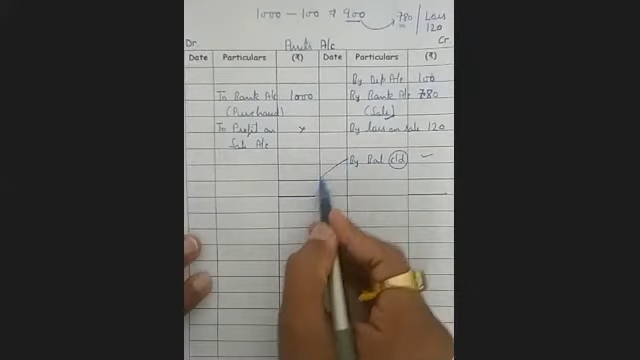 1000 - 100 ⇒ 900 → 780 | Loss
120
Dr. Assets A/c Cr.
Date Particulars (₹) Date Particulars (₹)
By Dep A/c 100
To Bank A/c 1000 By Bank A/c 780
(Purchased) (Sale)
To Profit on x By loss on sale 120
Sale A/c
By Bal c/d